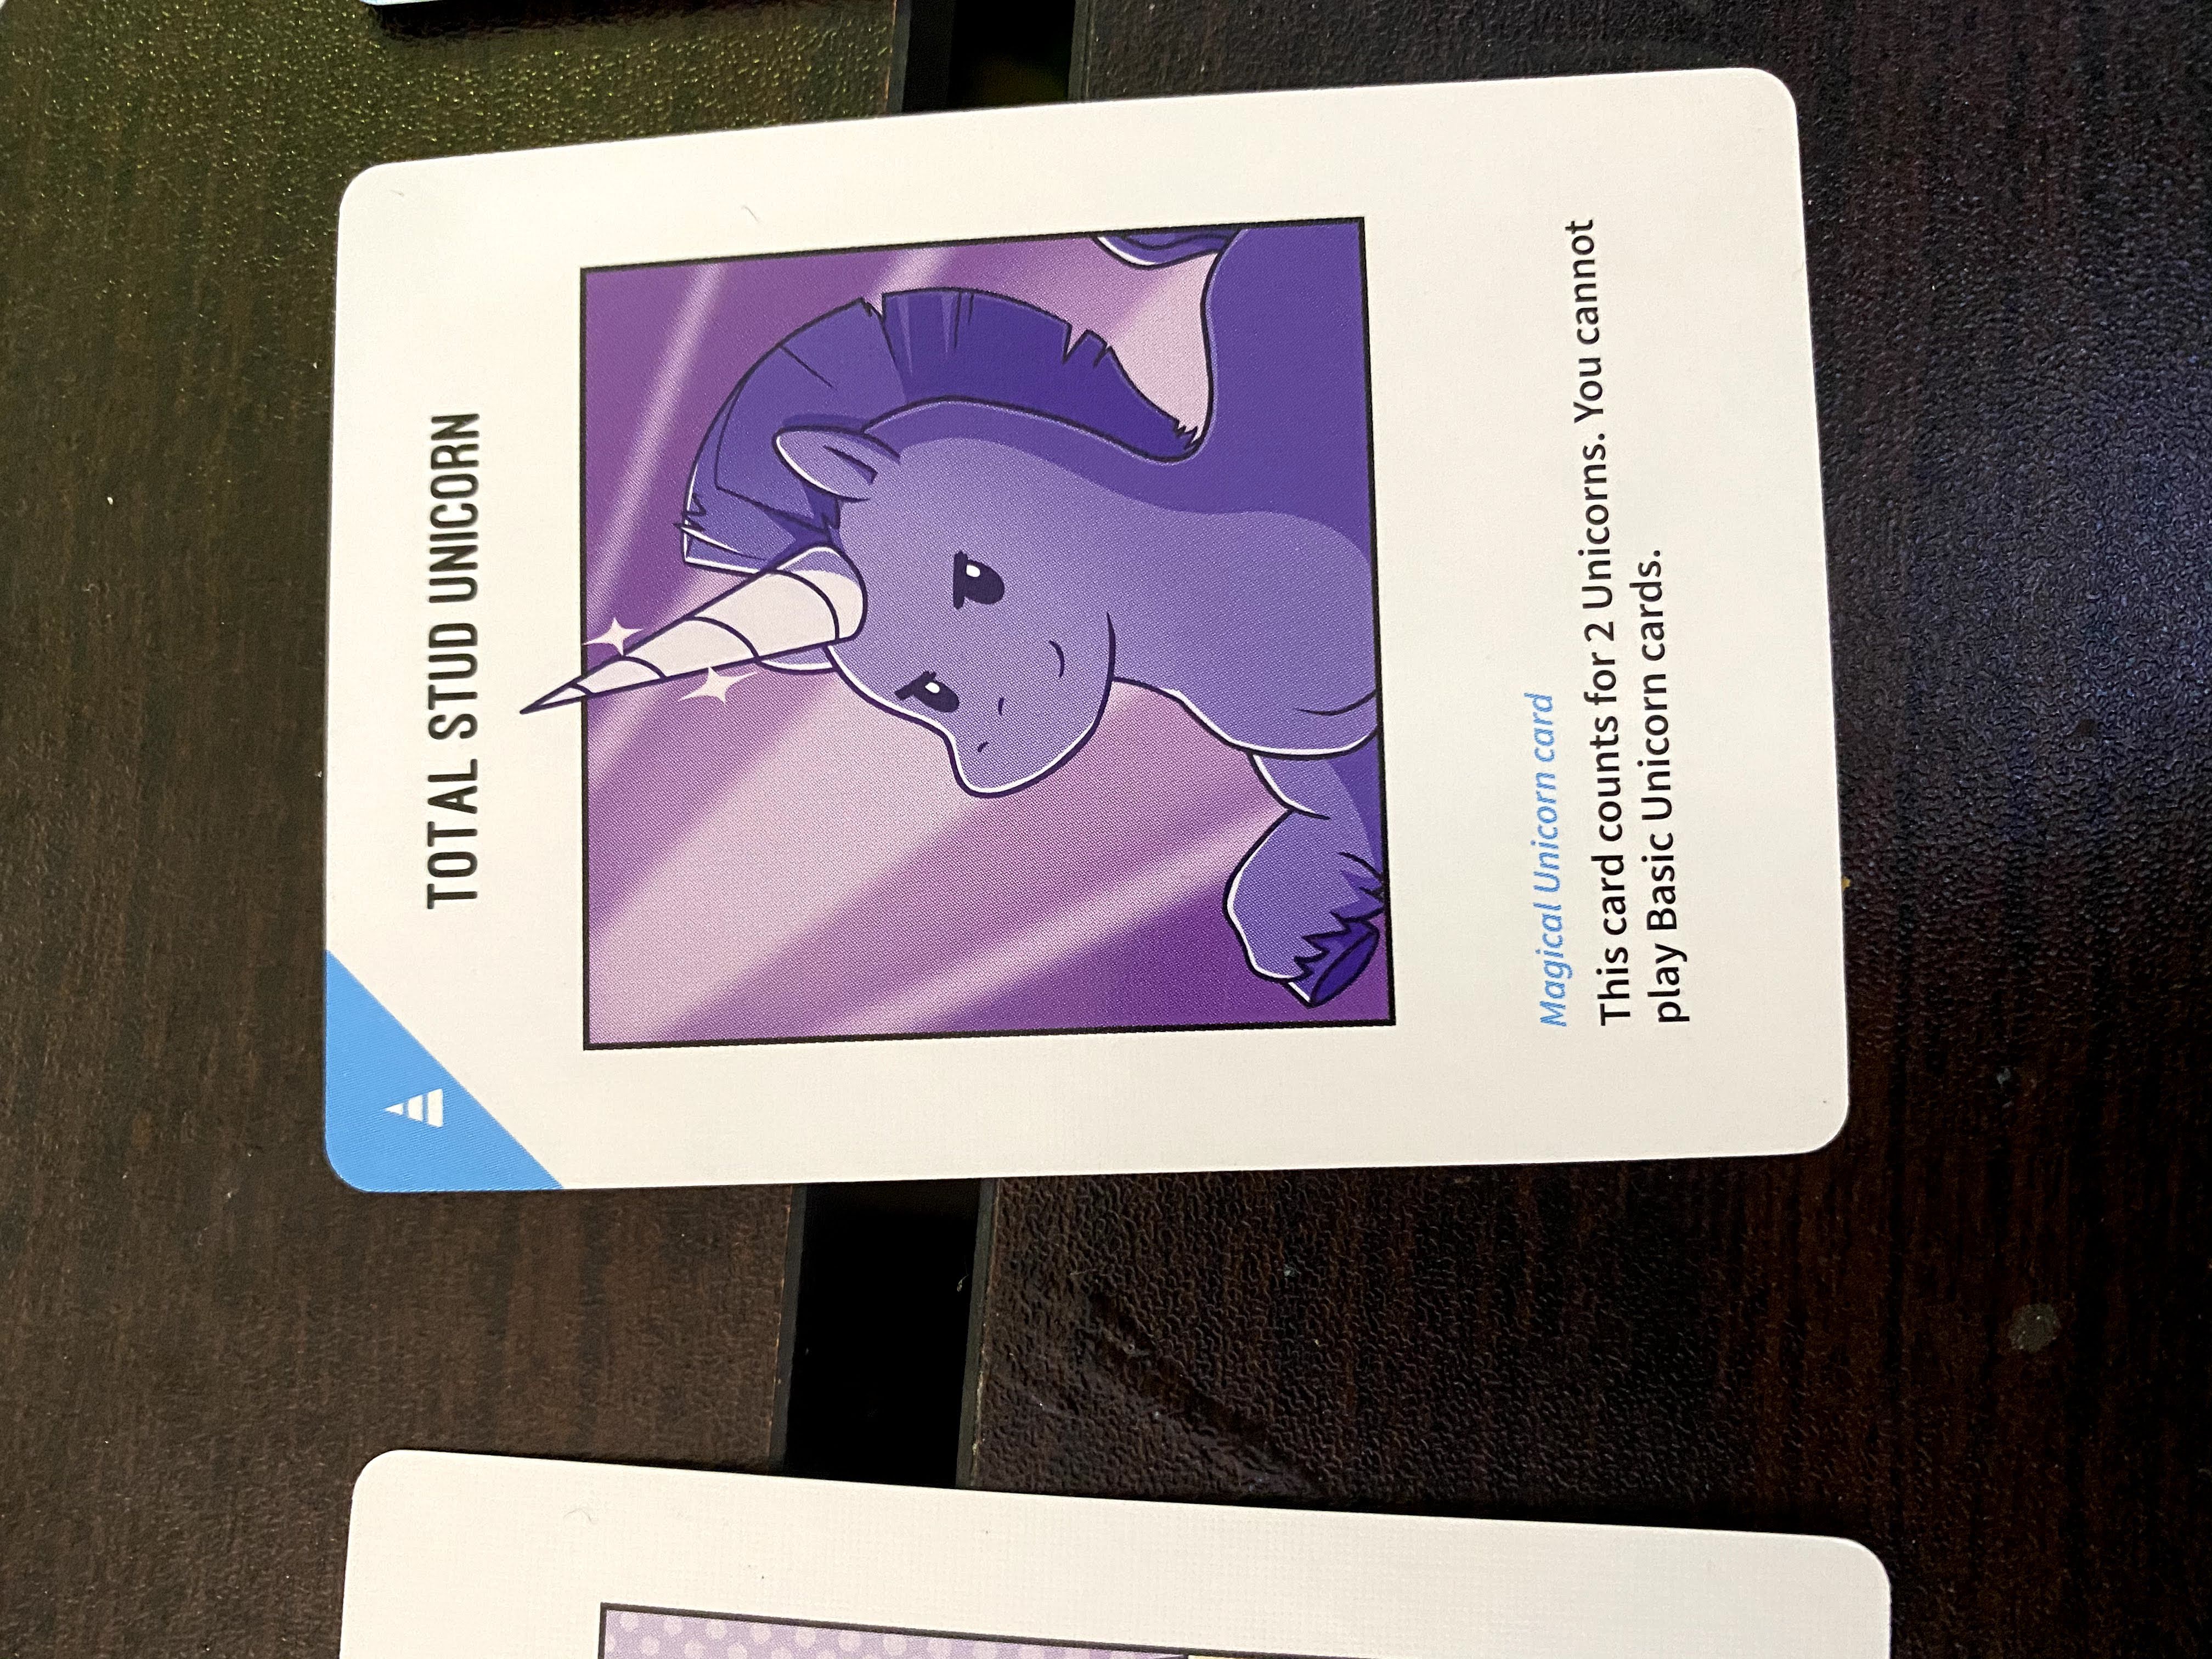 TOTAL STUD UNICORN
Magical Unicorn card
This card counts for 2 Unicorns. You cannot
play Basic Unicorn cards.